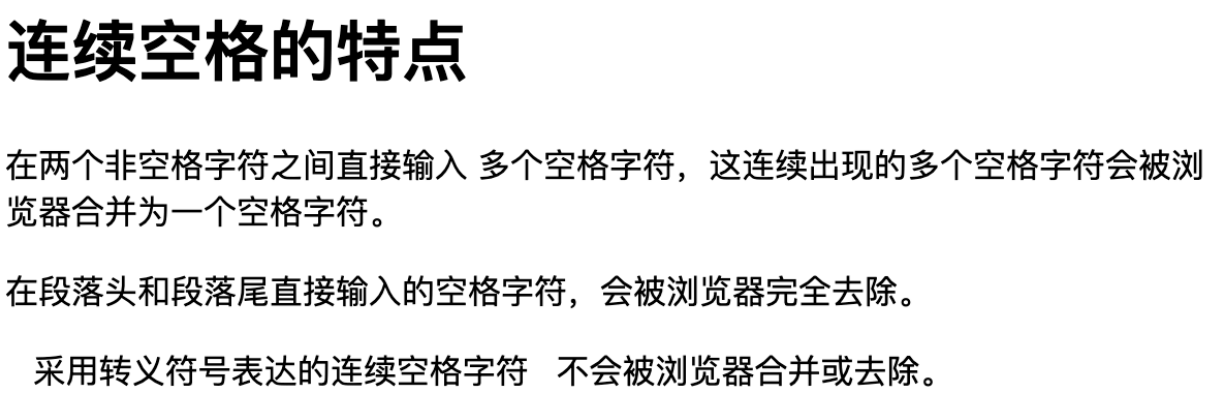 连续空格的特点
在两个非空格字符之间直接输入 多个空格字符，这连续出现的多个空格字符会被浏
览器合并为一个空格字符。
在段落头和段落尾直接输入的空格字符，会被浏览器完全去除。
   采用转义符号表达的连续空格字符   不会被浏览器合并或去除。